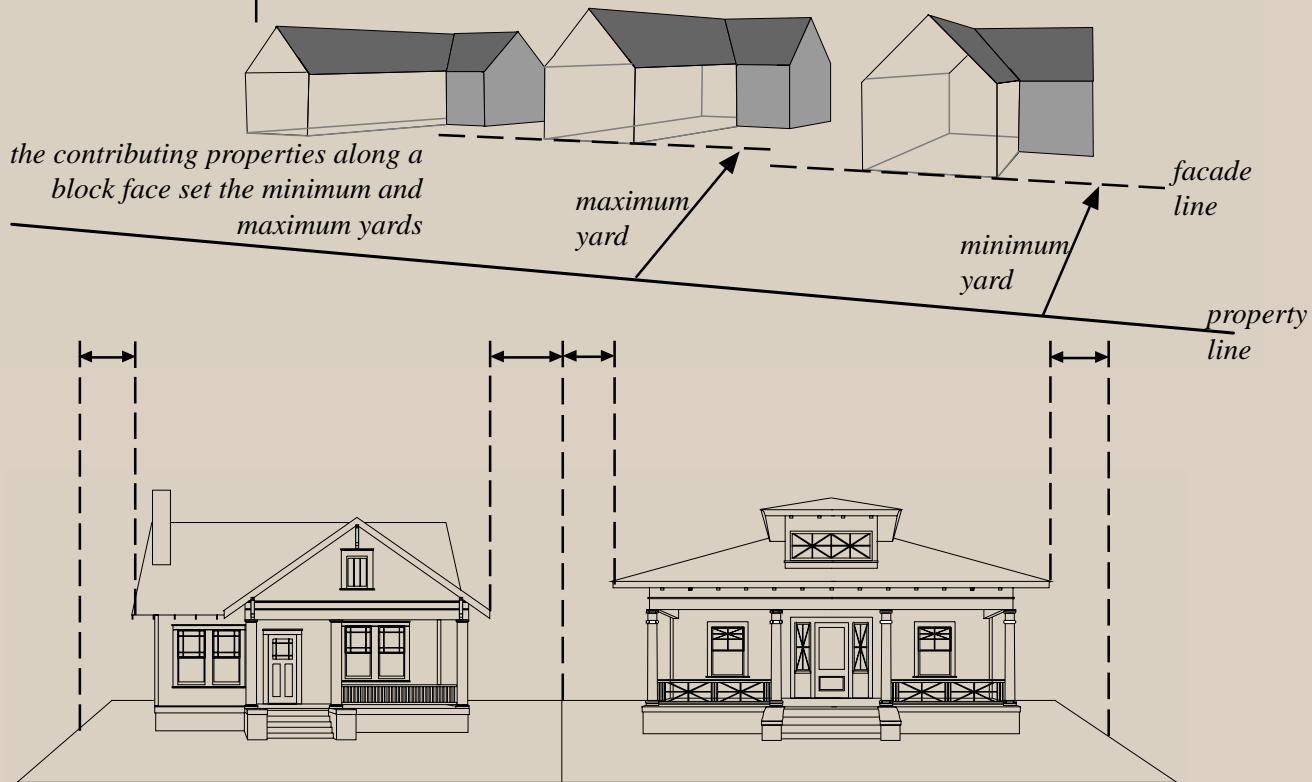 the contributing properties along a
block face set the minimum and
maximum yards
maximum
yard
facade
line
minimum
yard
property
line